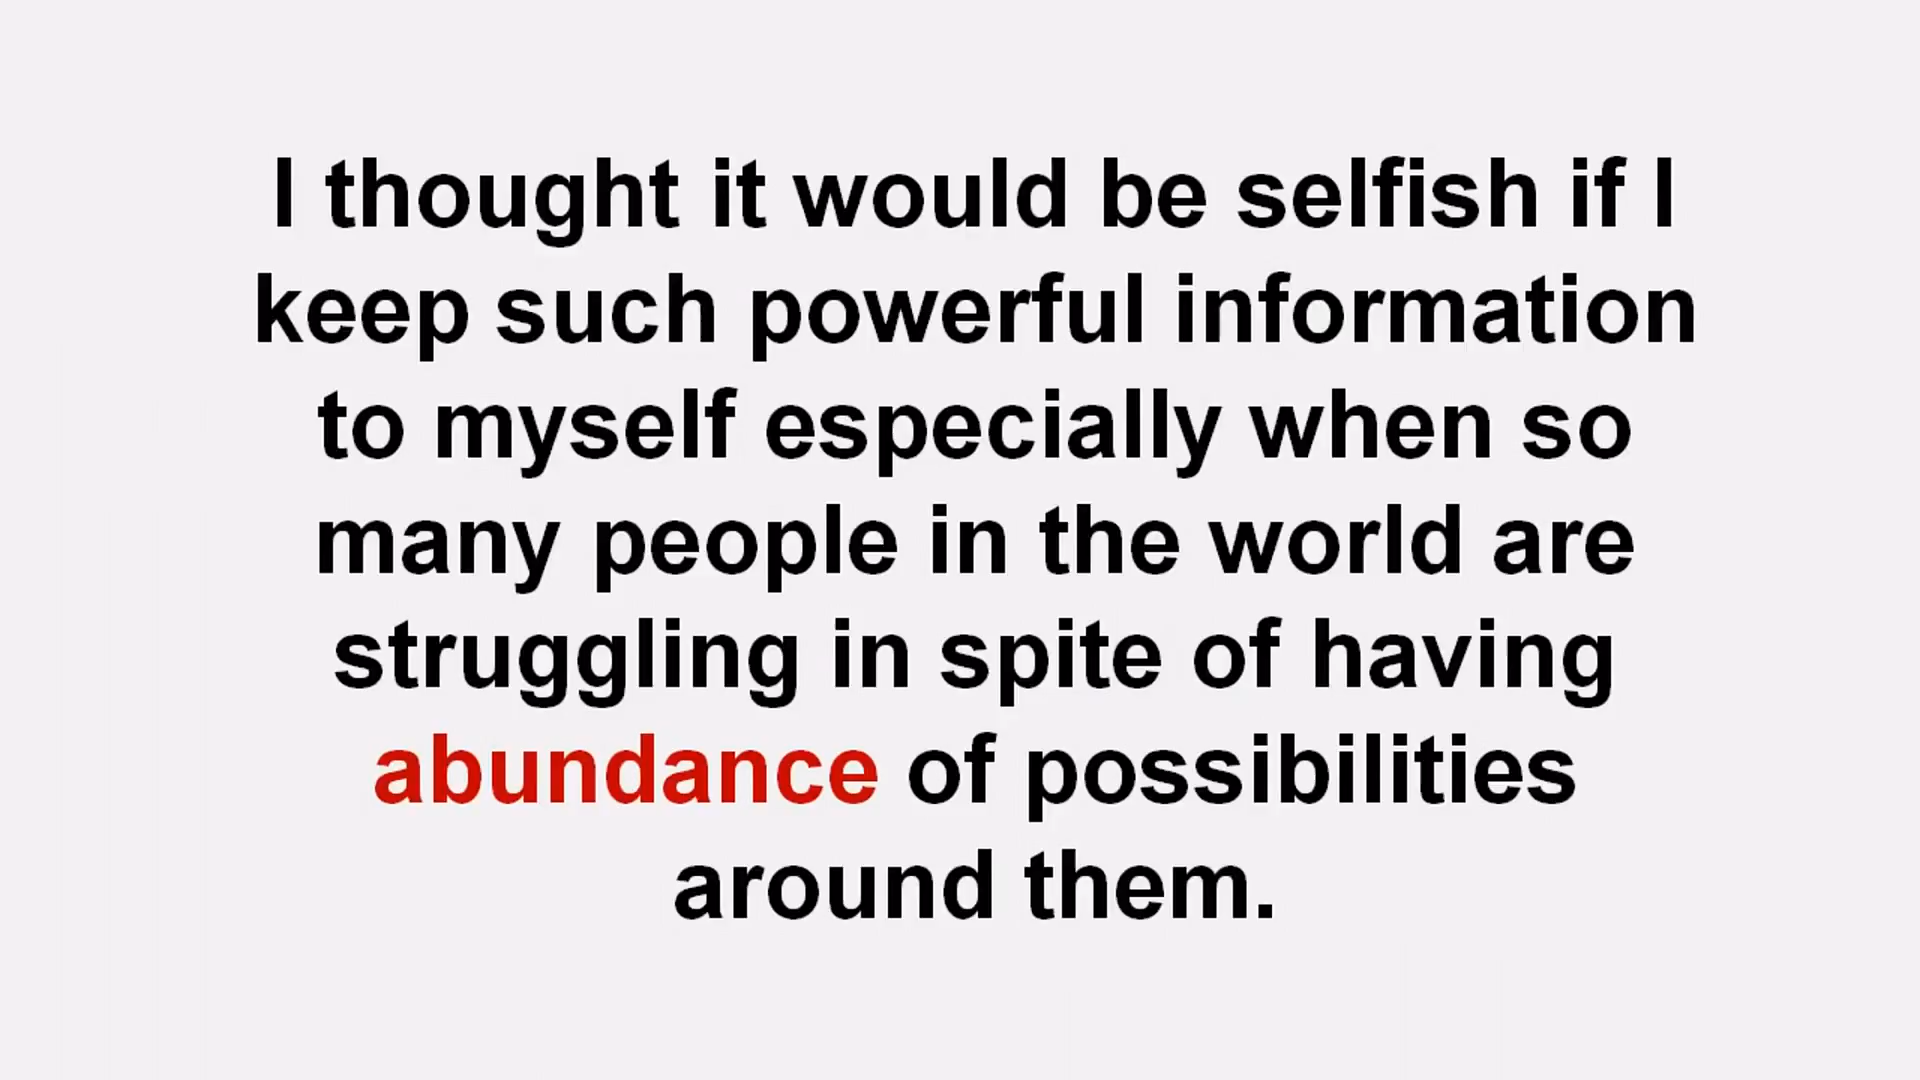 I thought it would be selfish if I
keep such powerful information
to myself especially when so
many people in the world are
struggling in spite of having
abundance of possibilities
around them.